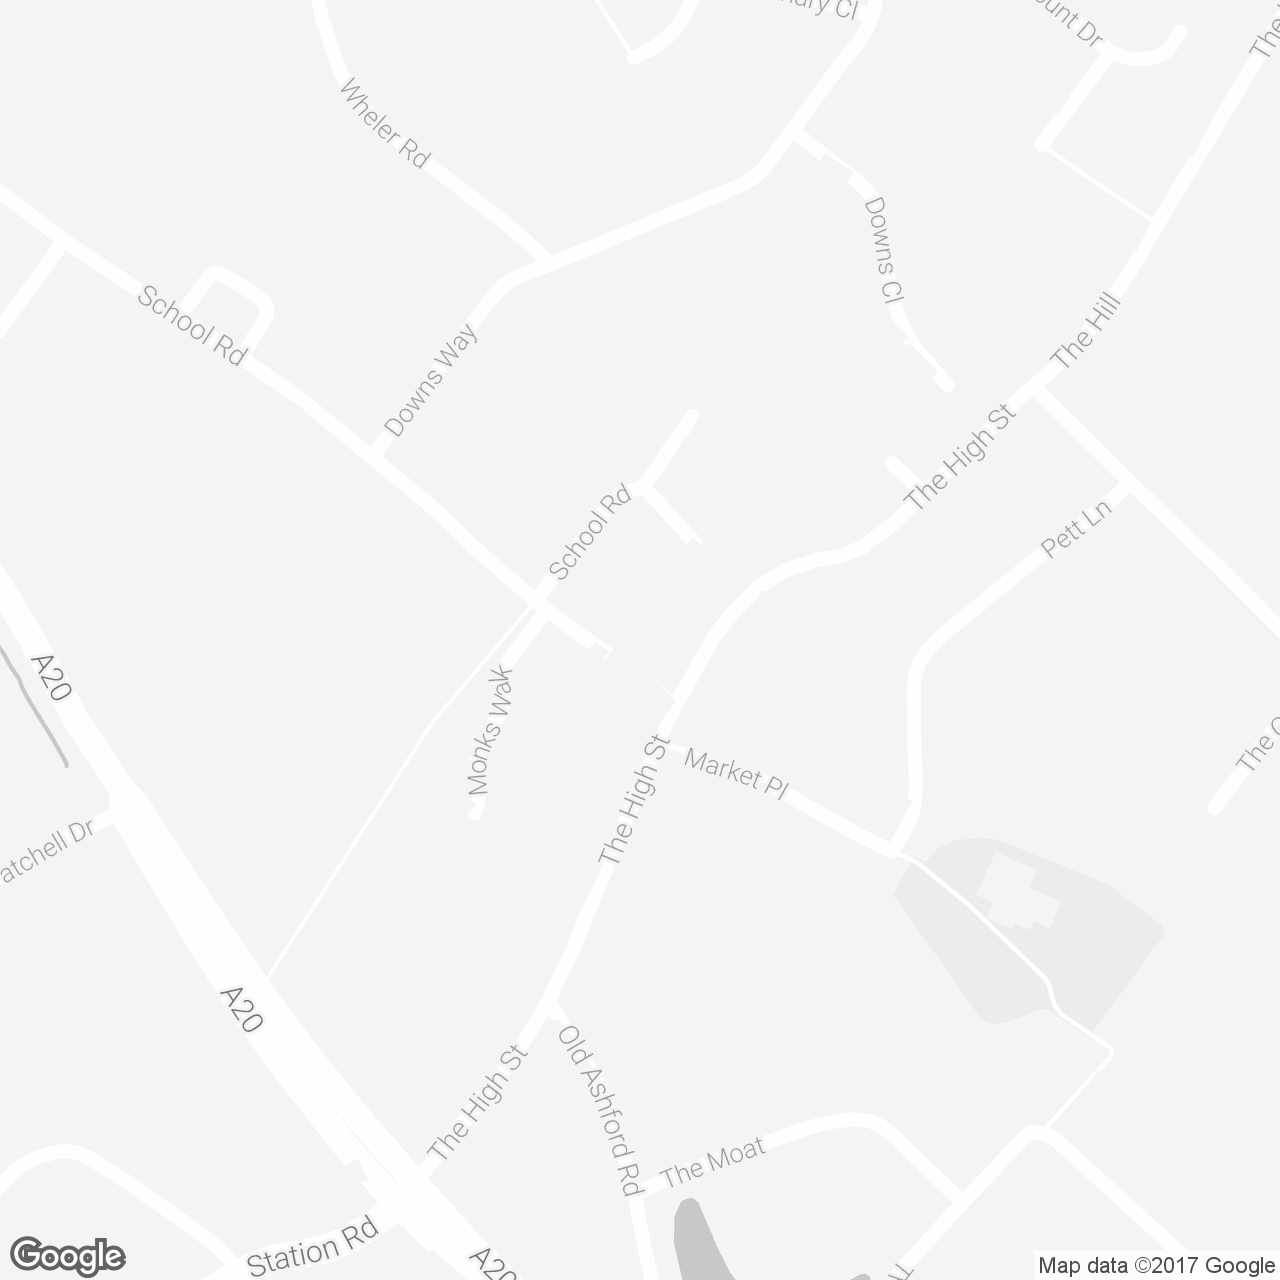 The
Wheler Rd
Downs Cl
School Rd
The Hill
Downs Way
The High St
School Rd
Pett Ln
A20
Monks Walk
The High St
Market Pl
A20
Old Ashford Rd
The High St
The Moat
Station Rd
A20
Google
Map data ©2017 Google